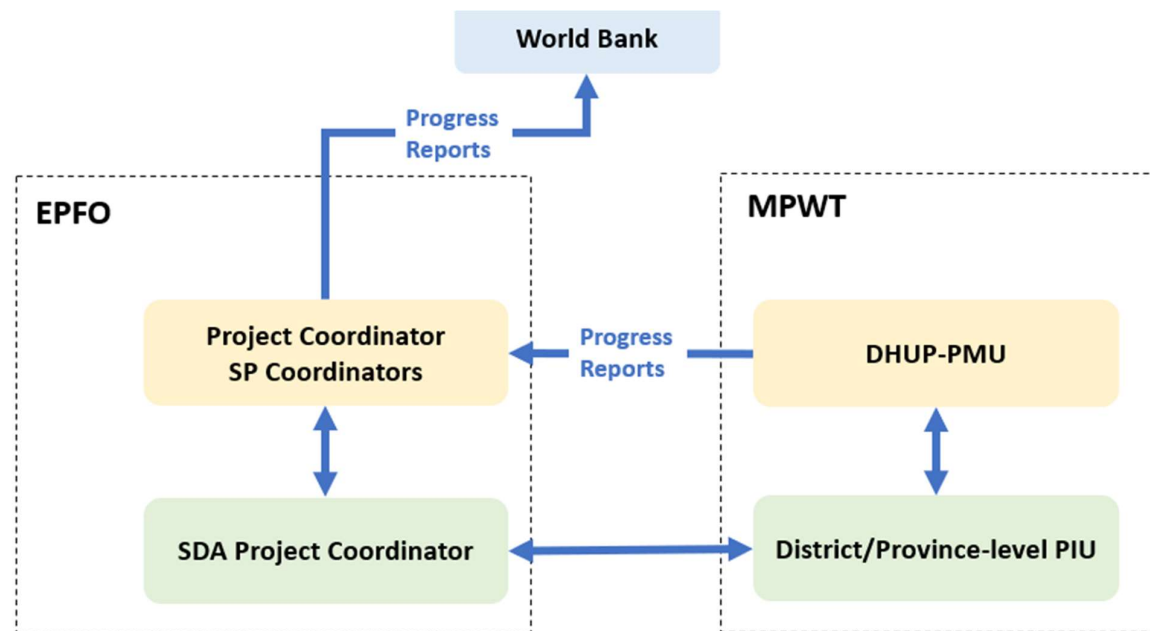 World Bank
Progress
Reports
EPFO
MPWT
Project Coordinator
SP Coordinators
Progress
Reports
DHUP-PMU
SDA Project Coordinator
District/Province-level PIU